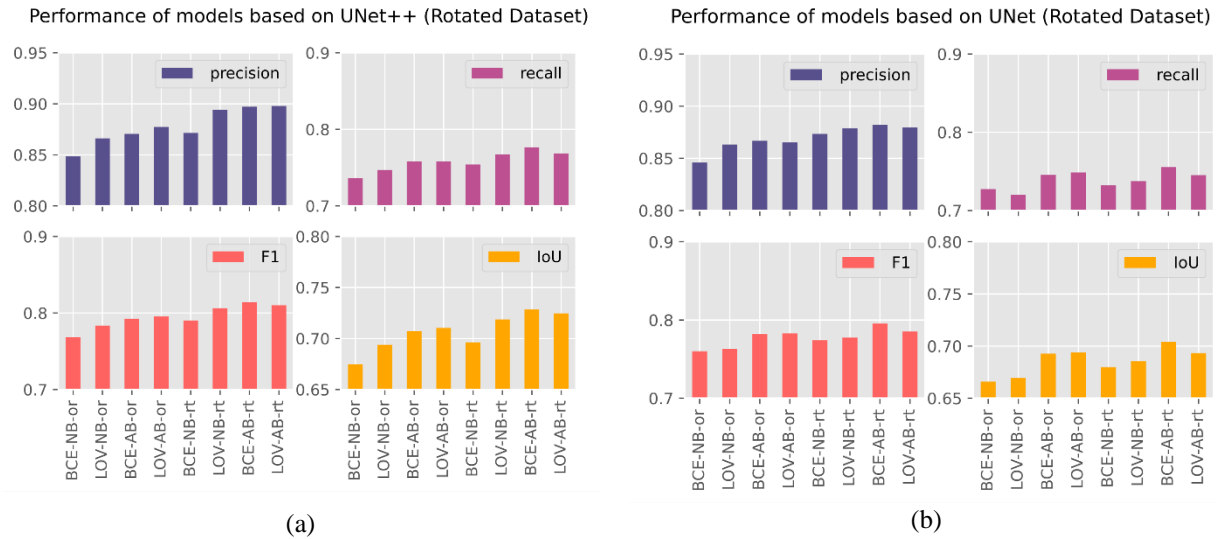 Performance of models based on UNet++ (Rotated Dataset)
0.95
0.90
0.85
0.80
precision
0.9
0.8
0.7
recall
0.9
0.8
0.7
F1
0.80
0.75
0.70
0.65
IoU
BCE-NB-or
LOV-NB-or
BCE-AB-or
LOV-AB-or
BCE-NB-rt
LOV-NB-rt
BCE-AB-rt
LOV-AB-rt
BCE-NB-or
LOV-NB-or
BCE-AB-or
LOV-AB-or
BCE-NB-rt
LOV-NB-rt
BCE-AB-rt
LOV-AB-rt
(a)
Performance of models based on UNet (Rotated Dataset)
0.95
0.90
0.85
0.80
precision
0.9
0.8
0.7
recall
0.9
0.8
0.7
F1
0.80
0.75
0.70
0.65
IoU
BCE-NB-or
LOV-NB-or
BCE-AB-or
LOV-AB-or
BCE-NB-rt
LOV-NB-rt
BCE-AB-rt
LOV-AB-rt
BCE-NB-or
LOV-NB-or
BCE-AB-or
LOV-AB-or
BCE-NB-rt
LOV-NB-rt
BCE-AB-rt
LOV-AB-rt
(b)